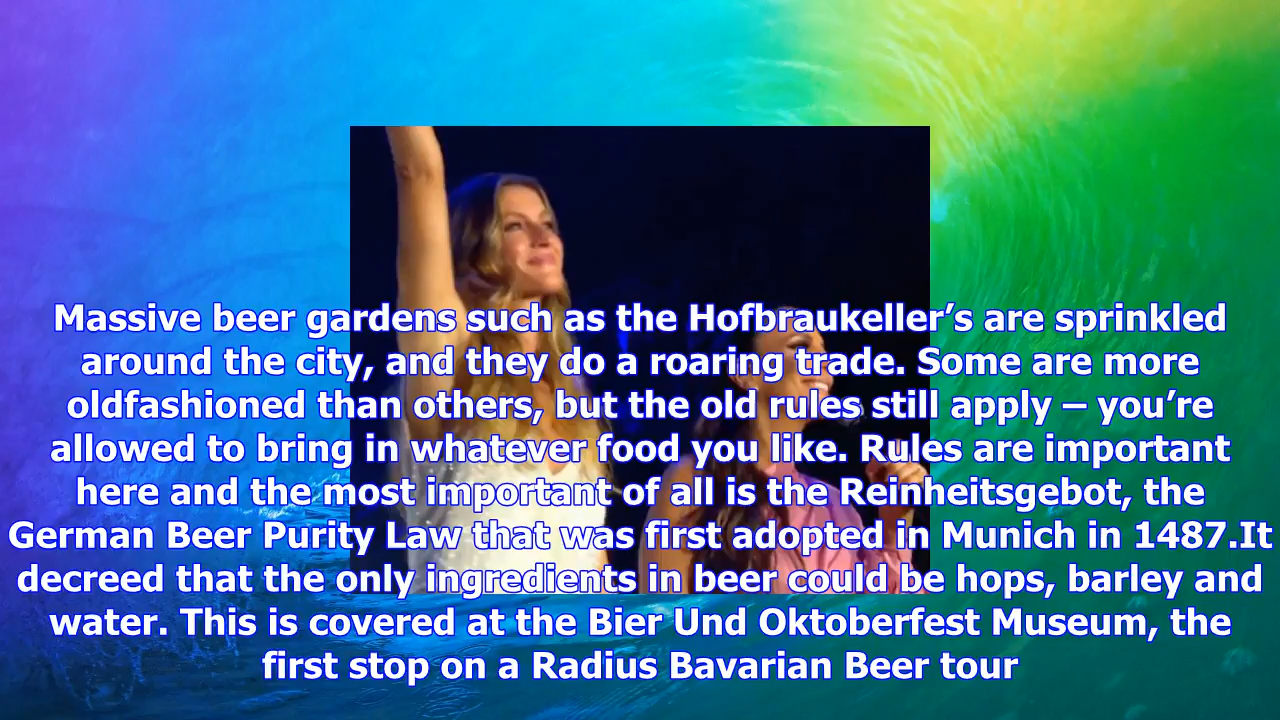 Massive beer gardens such as the Hofbraukeller’s are sprinkled
around the city, and they do a roaring trade. Some are more
oldfashioned than others, but the old rules still apply – you’re
allowed to bring in whatever food you like. Rules are important
here and the most important of all is the Reinheitsgebot, the
German Beer Purity Law that was first adopted in Munich in 1487.It
decreed that the only ingredients in beer could be hops, barley and
water. This is covered at the Bier Und Oktoberfest Museum, the
first stop on a Radius Bavarian Beer tour